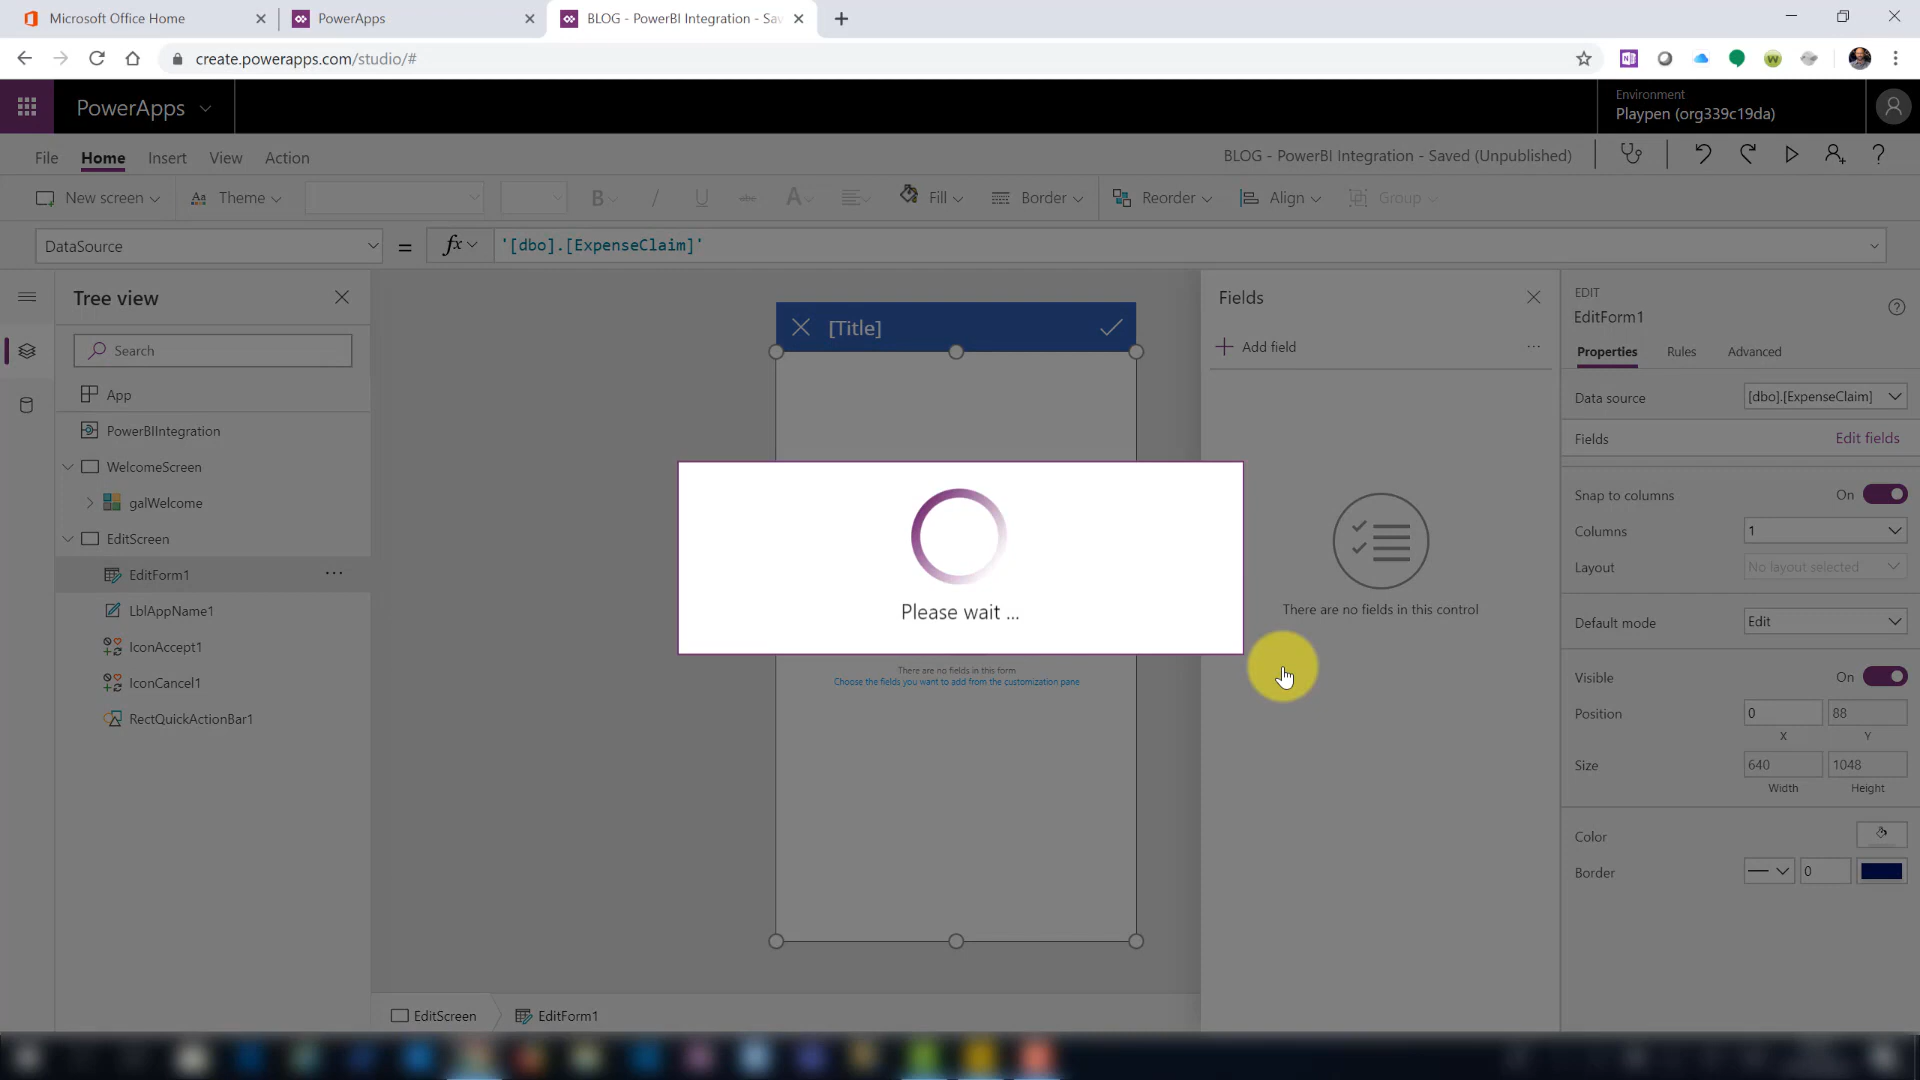 Microsoft Office Home
PowerApps
BLOG - PowerBI Integration - Sav
create.powerapps.com/studio/#
PowerApps
Environment
Playpen (org339c19da)
File
Home
Insert
View
Action
BLOG - PowerBI Integration - Saved (Unpublished)
New screen
Theme
B
I
U
abc
A
Fill
Border
Reorder
Align
Group
DataSource
=
fx
'[dbo].[ExpenseClaim]'
Tree view
Search
App
PowerBIIntegration
WelcomeScreen
galWelcome
EditScreen
EditForm1
LblAppName1
IconAccept1
IconCancel1
RectQuickActionBar1
[Title]
Please wait ...
There are no fields in this form
Choose the fields you want to add from the customization pane
EditScreen
EditForm1
Fields
Add field
There are no fields in this control
EDIT
EditForm1
Properties
Rules
Advanced
Data source
[dbo].[ExpenseClaim]
Fields
Edit fields
Snap to columns
On
Columns
1
Layout
No layout selected
Default mode
Edit
Visible
On
Position
0
88
X
Y
Size
640
1048
Width
Height
Color
Border
0